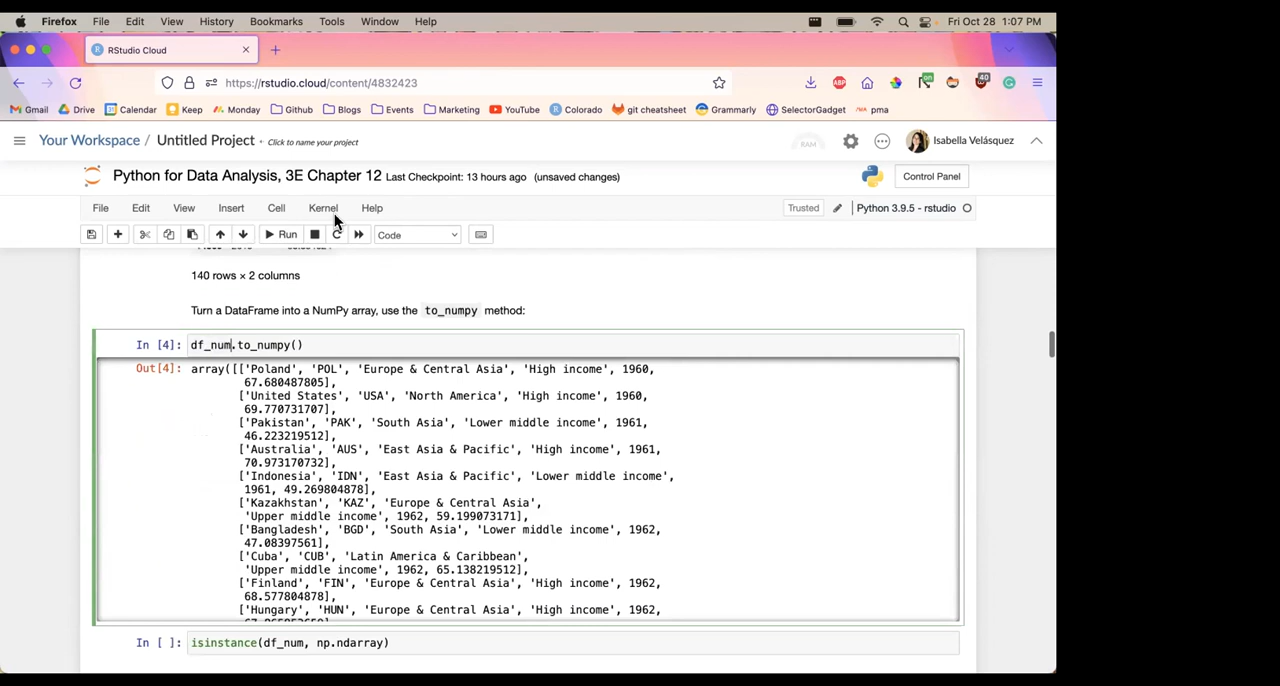 Firefox File Edit View History Bookmarks Tools Window Help Fri Oct 28 1:07 PM
RStudio Cloud
https://rstudio.cloud/content/4832423 ABP on 40
Gmail Drive Calendar Keep Monday Github Blogs Events Marketing YouTube Colorado git cheatsheet Grammarly SelectorGadget pma
Your Workspace / Untitled Project • Click to name your project RAM Isabella Velásquez
Python for Data Analysis, 3E Chapter 12 Last Checkpoint: 13 hours ago (unsaved changes) Control Panel
File Edit View Insert Cell Kernel Help Trusted Python 3.9.5 - rstudio
Run Code
140 rows × 2 columns
Turn a DataFrame into a NumPy array, use the to_numpy method:
In [4]: df_num.to_numpy()
Out[4]: array([['Poland', 'POL', 'Europe & Central Asia', 'High income', 1960,
67.680487805],
['United States', 'USA', 'North America', 'High income', 1960,
69.770731707],
['Pakistan', 'PAK', 'South Asia', 'Lower middle income', 1961,
46.223219512],
['Australia', 'AUS', 'East Asia & Pacific', 'High income', 1961,
70.973170732],
['Indonesia', 'IDN', 'East Asia & Pacific', 'Lower middle income',
1961, 49.269804878],
['Kazakhstan', 'KAZ', 'Europe & Central Asia',
'Upper middle income', 1962, 59.199073171],
['Bangladesh', 'BGD', 'South Asia', 'Lower middle income', 1962,
47.08397561],
['Cuba', 'CUB', 'Latin America & Caribbean',
'Upper middle income', 1962, 65.138219512],
['Finland', 'FIN', 'Europe & Central Asia', 'High income', 1962,
68.577804878],
['Hungary', 'HUN', 'Europe & Central Asia', 'High income', 1962,
In [ ]: isinstance(df_num, np.ndarray)